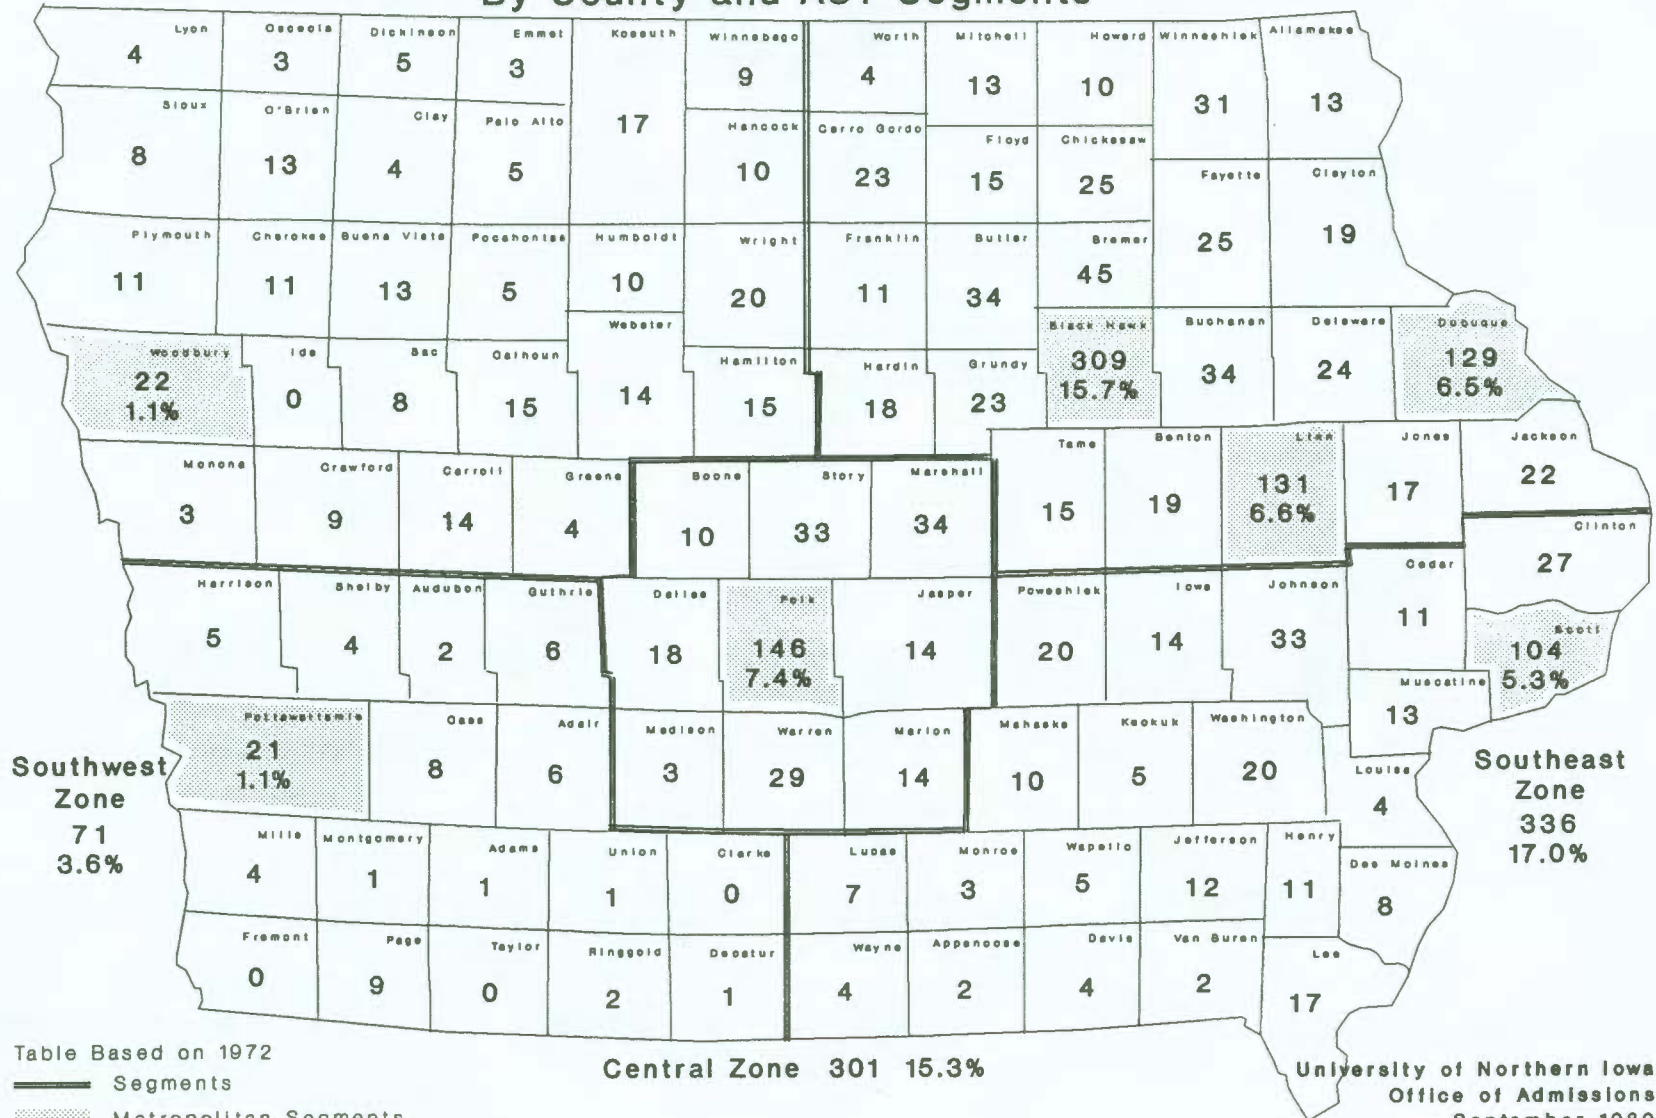 By County and ACT Segments
Lyon Osceola Dickinson Emmet Kossuth Winnebago Worth Mitchell Howard Winneshiek Allamakee
4 3 5 3 17 9 4 13 10 31 13
Sioux O'Brien Clay Palo Alto Hancock Cerro Gordo Floyd Chickasaw Fayette Clayton
8 13 4 5 10 23 15 25 25 19
Plymouth Cherokee Buena Vista Pocahontas Humboldt Wright Franklin Butler Bremer
11 11 13 5 10 20 11 34 45
Woodbury Ida Sac Calhoun Webster Hamilton Hardin Grundy Black Hawk Buchanan Delaware Dubuque
22 0 8 15 14 15 18 23 309 34 24 129
1.1% 15.7% 6.5%
Monona Crawford Carroll Greene Boone Story Marshall Tama Benton Linn Jones Jackson
3 9 14 4 10 33 34 15 19 131 17 22
6.6%
Clinton
27
Harrison Shelby Audubon Guthrie Dallas Polk Jasper Poweshiek Iowa Johnson Cedar Scott
5 4 2 6 18 146 14 20 14 33 11 104
7.4% 5.3%
Muscatine
13
Pottawattamie Cass Adair Madison Warren Marion Mahaska Keokuk Washington Louisa
21 8 6 3 29 14 10 5 20 4
1.1%
Southwest
Zone
71
3.6%
Southeast
Zone
336
17.0%
Mills Montgomery Adams Union Clarke Lucas Monroe Wapello Jefferson Henry Des Moines
4 1 1 1 0 7 3 5 12 11 8
Fremont Page Taylor Ringgold Decatur Wayne Appanoose Davis Van Buren Lee
0 9 0 2 1 4 2 4 2 17
Central Zone 301 15.3%
Table Based on 1972
Segments
Metropolitan Segments
University of Northern Iowa
Office of Admissions
September 1989